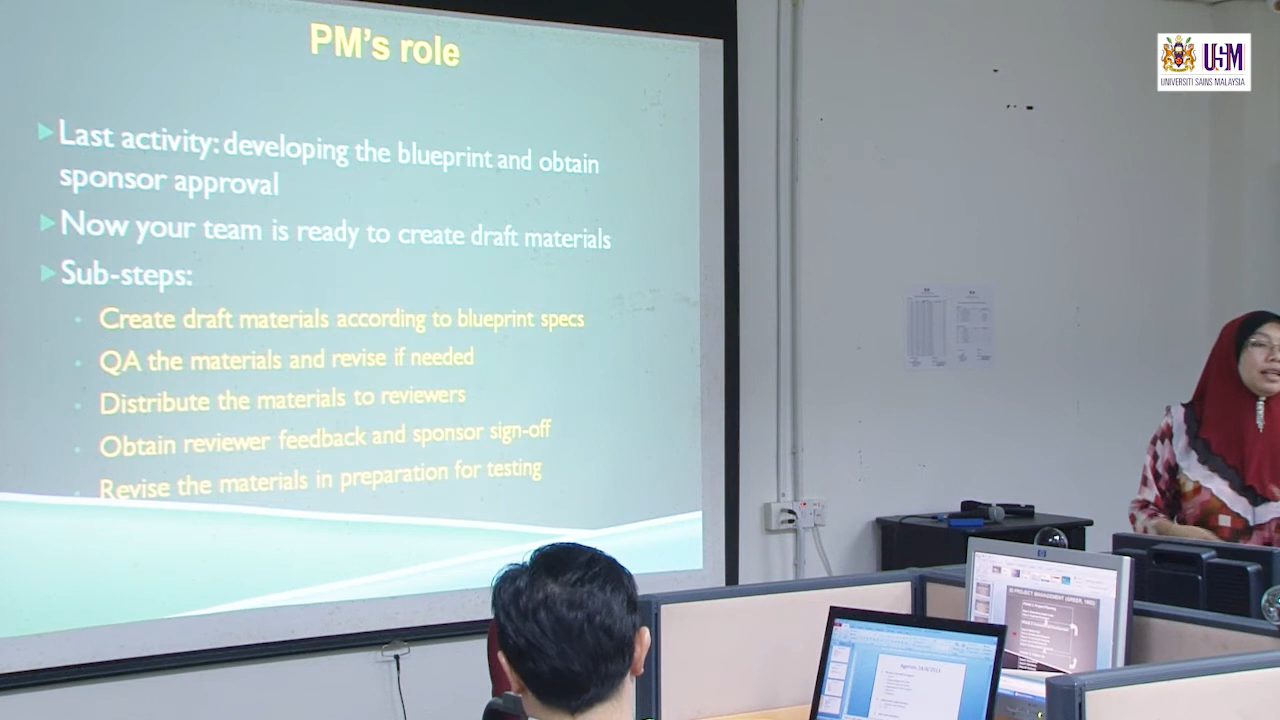 PM's role
Last activity: developing the blueprint and obtain
sponsor approval
Now your team is ready to create draft materials
Sub-steps:
Create draft materials according to blueprint specs
QA the materials and revise if needed
Distribute the materials to reviewers
Obtain reviewer feedback and sponsor sign-off
Revise the materials in preparation for testing
USM
UNIVERSITI SAINS MALAYSIA